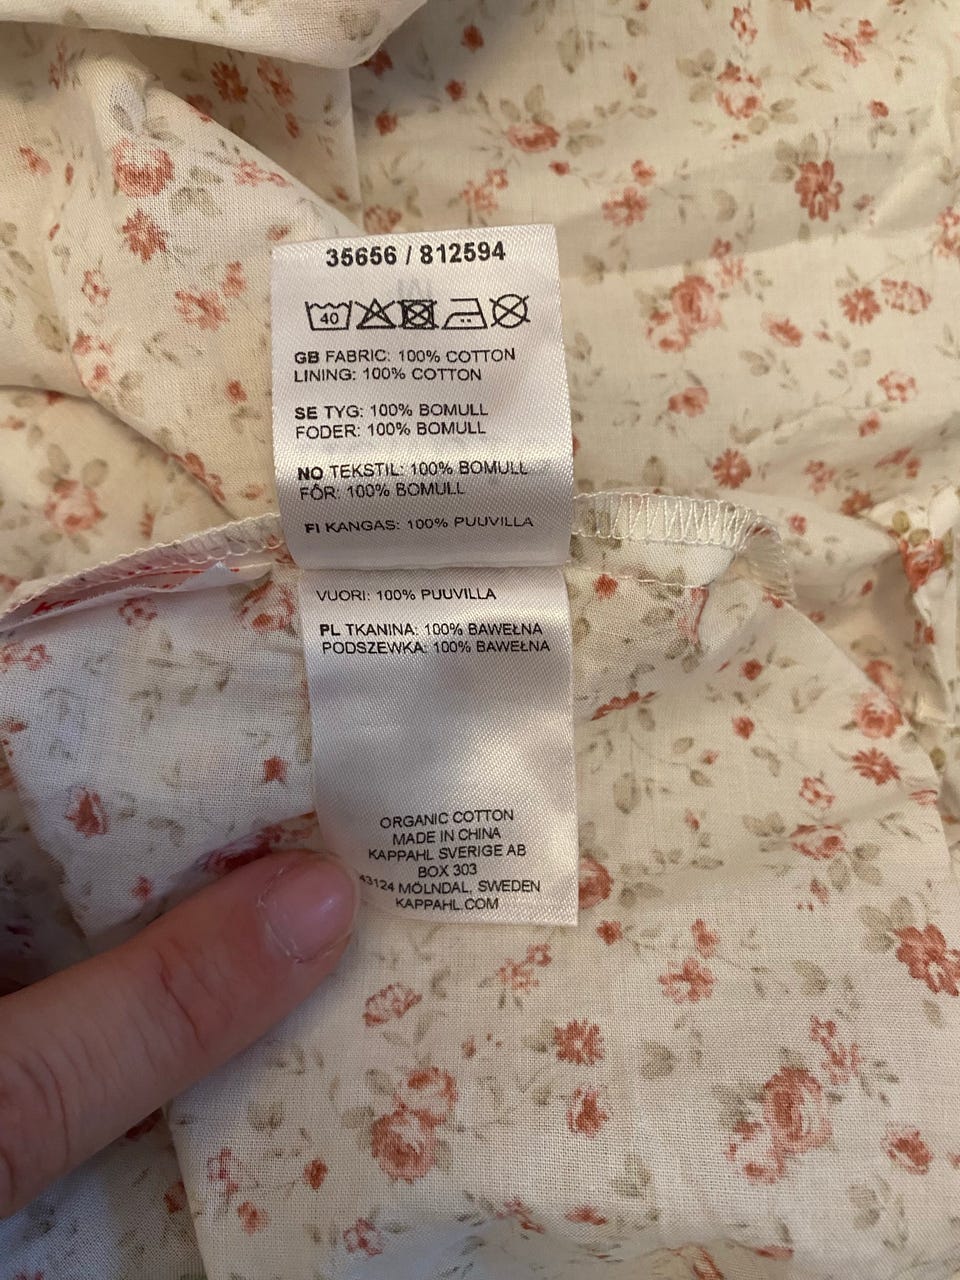 35656 / 812594
40
GB FABRIC: 100% COTTON
LINING: 100% COTTON
SE TYG: 100% BOMULL
FODER: 100% BOMULL
NO TEKSTIL: 100% BOMULL
FÔR: 100% BOMULL
FI KANGAS: 100% PUUVILLA
VUORI: 100% PUUVILLA
PL TKANINA: 100% BAWEŁNA
PODSZEWKA: 100% BAWEŁNA
ORGANIC COTTON
MADE IN CHINA
KAPPAHL SVERIGE AB
BOX 303
43124 MÖLNDAL, SWEDEN
KAPPAHL.COM